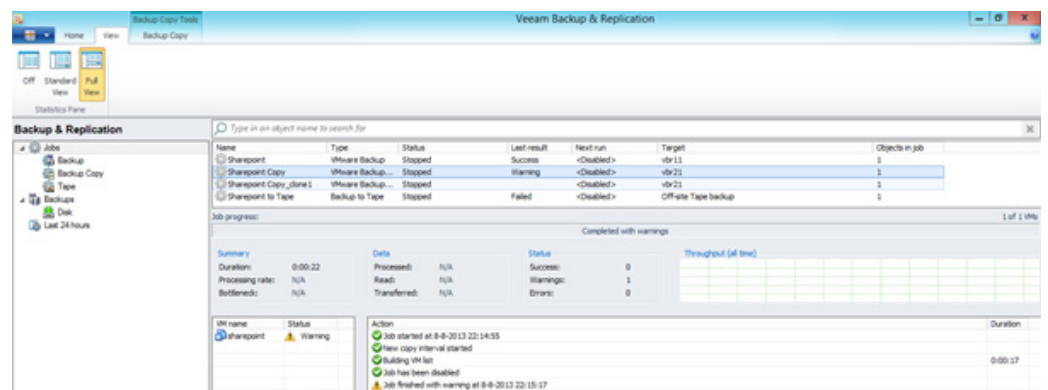 Backup Copy Tools
Veeam Backup & Replication
Home View Backup Copy
Off Standard View Full View
Statistics Pane
Backup & Replication
Type in an object name to search for
Jobs
Backup
Backup Copy
Tape
Backups
Disk
Last 24 hours
Name Type Status Last result Next run Target Objects in job
Sharepoint VMware Backup Stopped Success <Disabled> vbr11 1
Sharepoint Copy VMware Backup... Stopped Warning <Disabled> vbr21 1
Sharepoint Copy_clone1 VMware Backup... Stopped <Disabled> vbr21 1
Sharepoint to Tape Backup to Tape Stopped Failed <Disabled> Off-site Tape backup 1
Job progress: 1 of 1 VMs
Completed with warnings
Summary Data Status Throughput (all time)
Duration: 0:00:22 Processed: N/A Success: 0
Processing rate: N/A Read: N/A Warnings: 1
Bottleneck: N/A Transferred: N/A Errors: 0
VM name Status Action Duration
sharepoint Warning Job started at 8-8-2013 22:14:55
New copy interval started
Building VM list 0:00:17
Job has been disabled
Job finished with warning at 8-8-2013 22:15:17